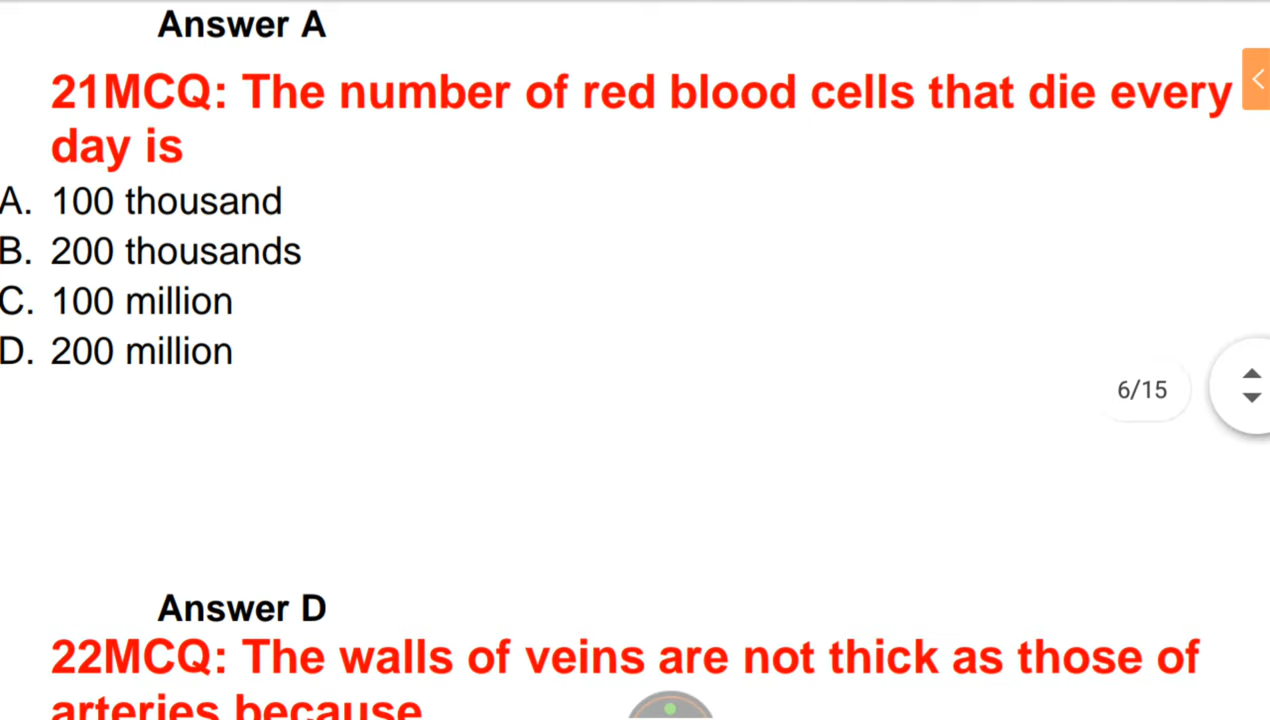 Answer A
21MCQ: The number of red blood cells that die every
day is
A. 100 thousand
B. 200 thousands
C. 100 million
D. 200 million
6/15
Answer D
22MCQ: The walls of veins are not thick as those of
arteries because